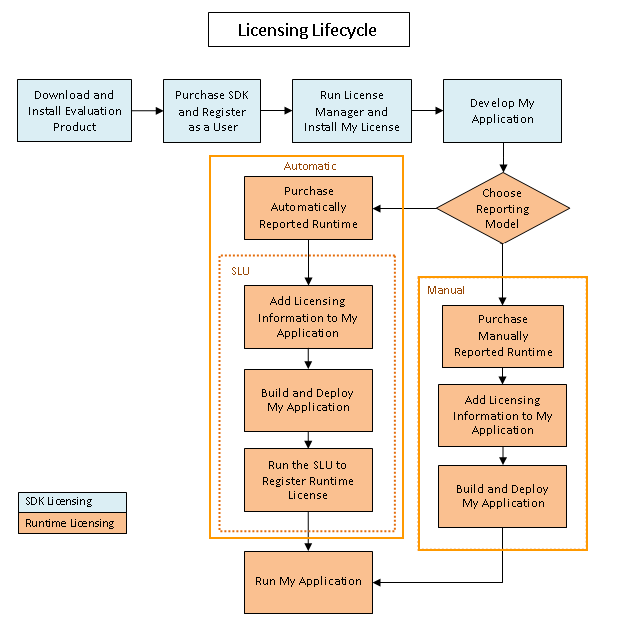 Licensing Lifecycle
Download and
Install Evaluation
Product
Purchase SDK
and Register
as a User
Run License
Manager and
Install My License
Develop My
Application
Choose
Reporting
Model
Automatic
Purchase
Automatically
Reported Runtime
SLU
Add Licensing
Information to My
Application
Build and Deploy
My Application
Run the SLU to
Register Runtime
License
Manual
Purchase
Manually
Reported Runtime
Add Licensing
Information to My
Application
Build and Deploy
My Application
Run My Application
SDK Licensing
Runtime Licensing